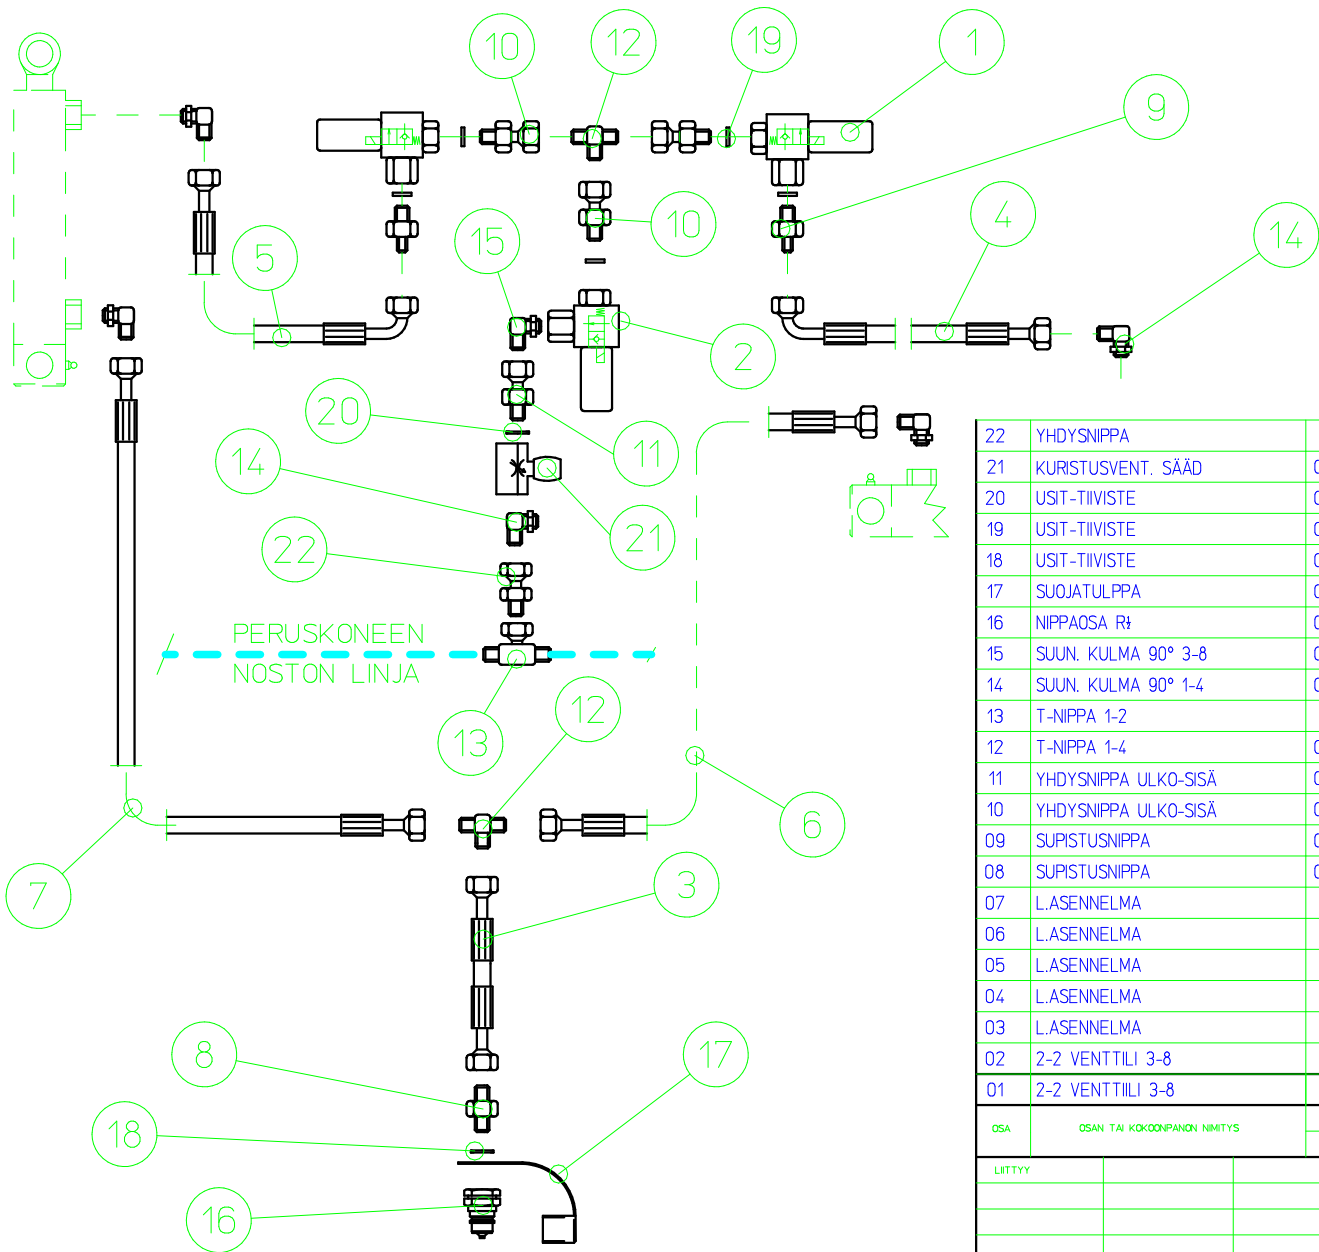 10
12
19
1
9
5
15
10
4
14
2
20
11
14
21
22
PERUSKONEEN
NOSTON LINJA
13
12
6
7
3
8
17
18
16
22 YHDYSNIPPA
21 KURISTUSVENT. SÄÄD
20 USIT-TIIVISTE
19 USIT-TIIVISTE
18 USIT-TIIVISTE
17 SUOJATULPPA
16 NIPPAOSA
15 SUUN. KULMA 90° 3-8
14 SUUN. KULMA 90° 1-4
13 T-NIPPA 1-2
12 T-NIPPA 1-4
11 YHDYSNIPPA ULKO-SISÄ
10 YHDYSNIPPA ULKO-SISÄ
09 SUPISTUSNIPPA
08 SUPISTUSNIPPA
07 L.ASENNELMA
06 L.ASENNELMA
05 L.ASENNELMA
04 L.ASENNELMA
03 L.ASENNELMA
02 2-2 VENTTIILI 3-8
01 2-2 VENTTIILI 3-8
OSA OSAN TAI KOKOONPANON NIMITYS
LIITTYY